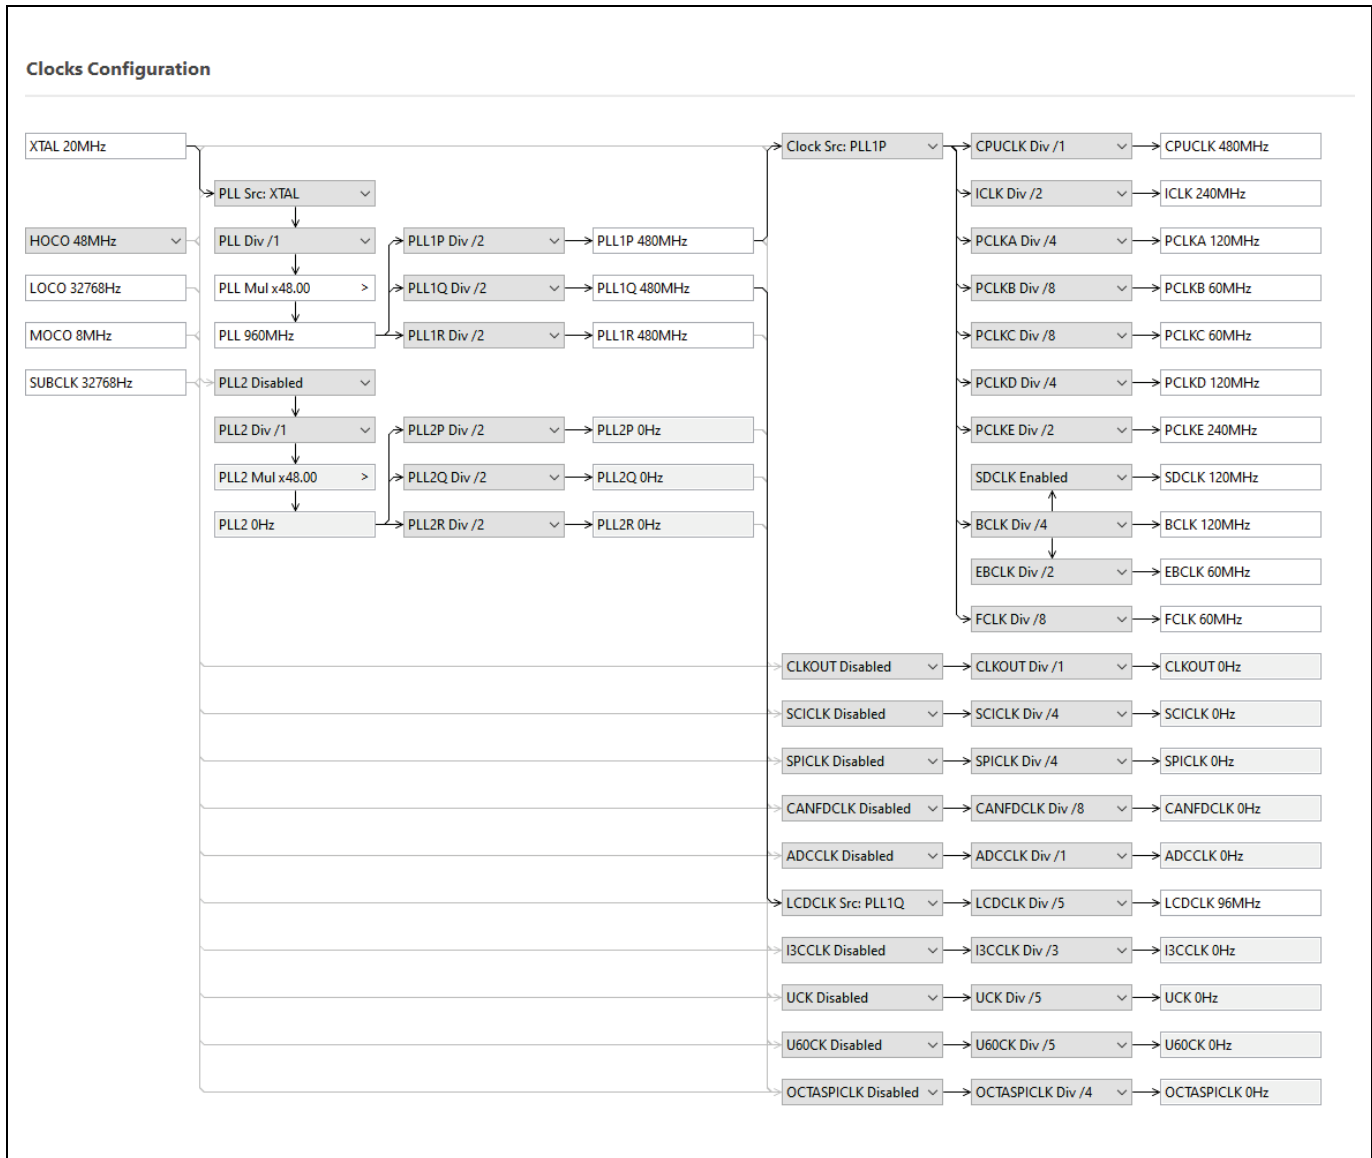 Clocks Configuration
XTAL 20MHz
Clock Src: PLL1P
CPUCLK Div /1
CPUCLK 480MHz
PLL Src: XTAL
ICLK Div /2
ICLK 240MHz
HOCO 48MHz
PLL Div /1
PLL1P Div /2
PLL1P 480MHz
PCLKA Div /4
PCLKA 120MHz
LOCO 32768Hz
PLL Mul x48.00 >
PLL1Q Div /2
PLL1Q 480MHz
PCLKB Div /8
PCLKB 60MHz
MOCO 8MHz
PLL 960MHz
PLL1R Div /2
PLL1R 480MHz
PCLKC Div /8
PCLKC 60MHz
SUBCLK 32768Hz
PLL2 Disabled
PCLKD Div /4
PCLKD 120MHz
PLL2 Div /1
PLL2P Div /2
PLL2P 0Hz
PCLKE Div /2
PCLKE 240MHz
PLL2 Mul x48.00 >
PLL2Q Div /2
PLL2Q 0Hz
SDCLK Enabled
SDCLK 120MHz
PLL2 0Hz
PLL2R Div /2
PLL2R 0Hz
BCLK Div /4
BCLK 120MHz
EBCLK Div /2
EBCLK 60MHz
FCLK Div /8
FCLK 60MHz
CLKOUT Disabled
CLKOUT Div /1
CLKOUT 0Hz
SCICLK Disabled
SCICLK Div /4
SCICLK 0Hz
SPICLK Disabled
SPICLK Div /4
SPICLK 0Hz
CANFDCLK Disabled
CANFDCLK Div /8
CANFDCLK 0Hz
ADCCLK Disabled
ADCCLK Div /1
ADCCLK 0Hz
LCDCLK Src: PLL1Q
LCDCLK Div /5
LCDCLK 96MHz
I3CCLK Disabled
I3CCLK Div /3
I3CCLK 0Hz
UCK Disabled
UCK Div /5
UCK 0Hz
U60CK Disabled
U60CK Div /5
U60CK 0Hz
OCTASPICLK Disabled
OCTASPICLK Div /4
OCTASPICLK 0Hz